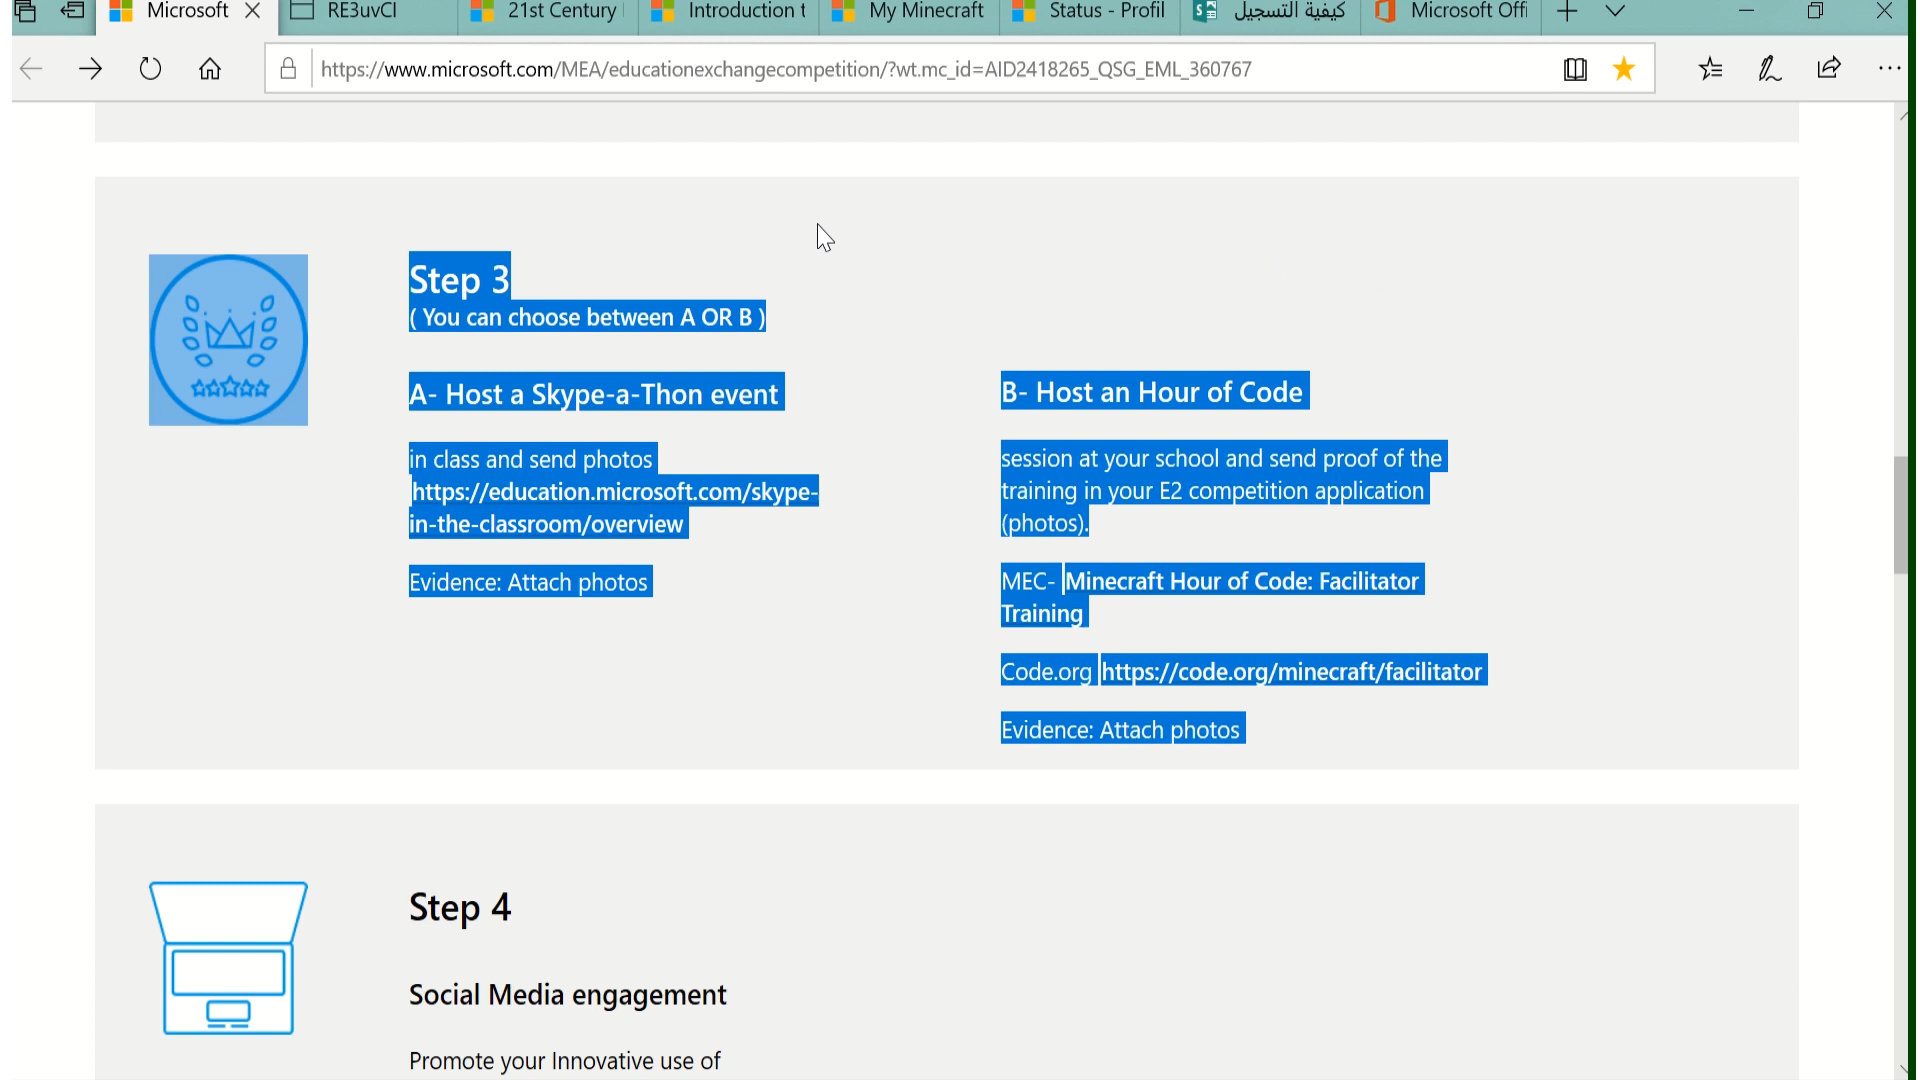 Microsoft
RE3uvCl
21st Century
Introduction t
My Minecraft
Status - Profil
كيفية التسجيل
Microsoft Offi
https://www.microsoft.com/MEA/educationexchangecompetition/?wt.mc_id=AID2418265_QSG_EML_360767
Step 3
( You can choose between A OR B )
A- Host a Skype-a-Thon event
in class and send photos
https://education.microsoft.com/skype-
in-the-classroom/overview
Evidence: Attach photos
B- Host an Hour of Code
session at your school and send proof of the
training in your E2 competition application
(photos).
MEC- Minecraft Hour of Code: Facilitator
Training
Code.org https://code.org/minecraft/facilitator
Evidence: Attach photos
Step 4
Social Media engagement
Promote your Innovative use of